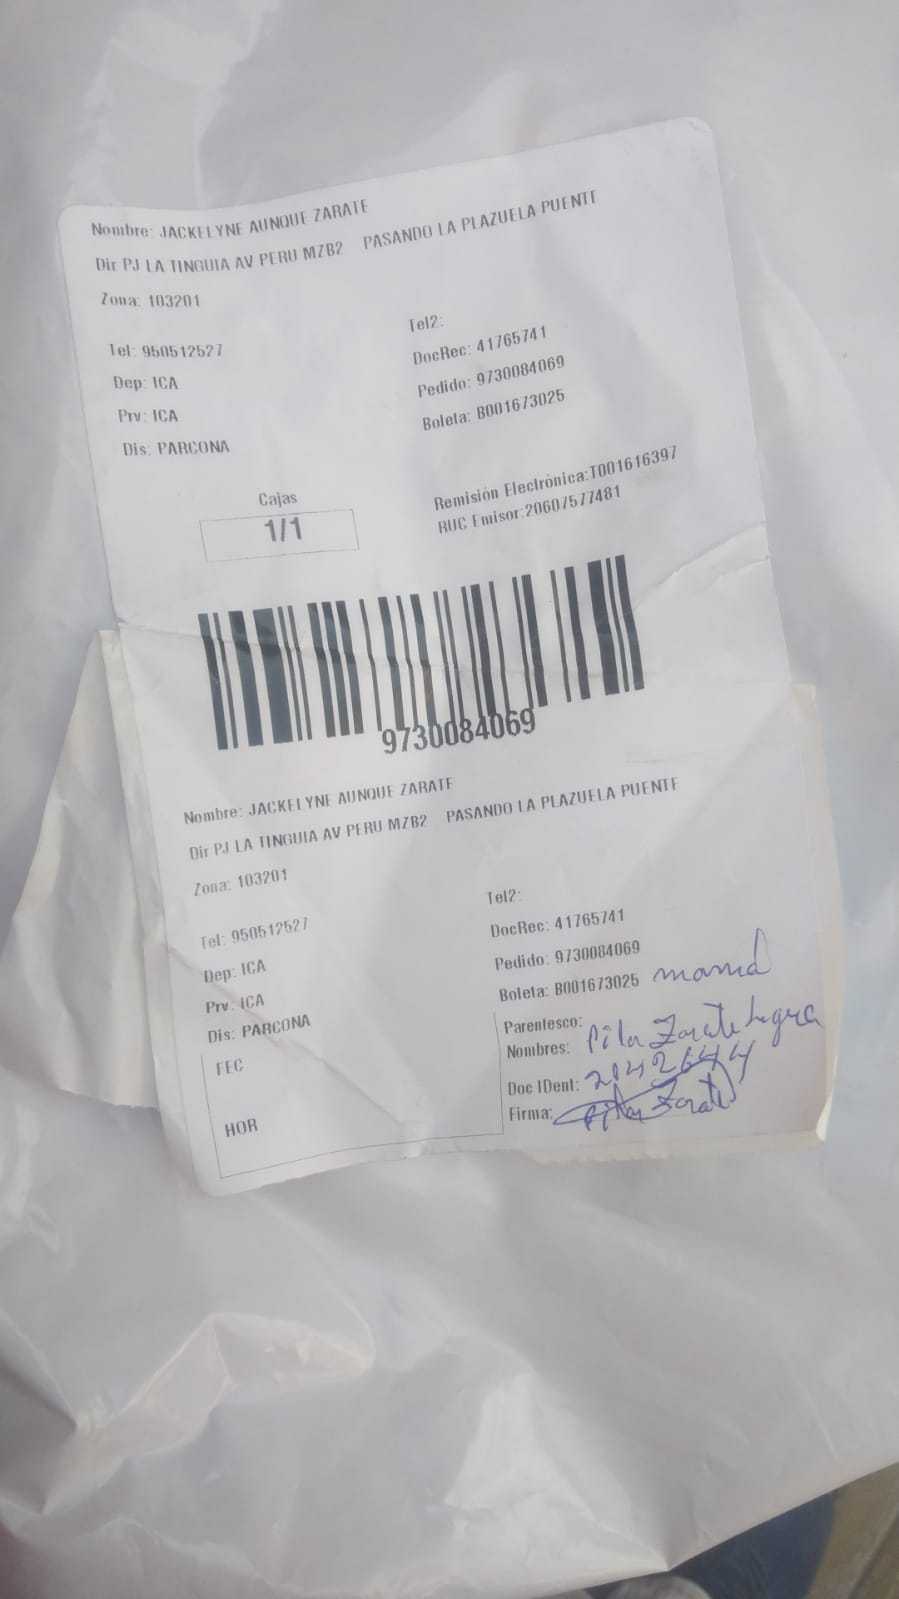 Nombre: JACKELYNE AUNQUE ZARATE
Dir PJ LA TINGUIA AV PERU MZB2 PASANDO LA PLAZUELA PUENTE
Zona: 103201
Tel2:
Tel: 950512527
DocRec: 41765741
Dep: ICA
Pedido: 9730084069
Prv: ICA
Boleta: B001673025
Dis: PARCONA
Cajas
1/1
Remisión Electrónica:T001616397
RUC Emisor:20607577481
9730084069
Nombre: JACKELYNE AUNQUE ZARATE
Dir PJ LA TINGUIA AV PERU MZB2 PASANDO LA PLAZUELA PUENTE
Zona: 103201
Tel2:
Tel: 950512527
DocRec: 41765741
Dep: ICA
Pedido: 9730084069
Prv: ICA
Boleta: B001673025
Dis: PARCONA
Parentesco: mamá
Nombres: Pilar Zarate
FEC
Doc IDent:
HOR
Firma: Pilar Zarate